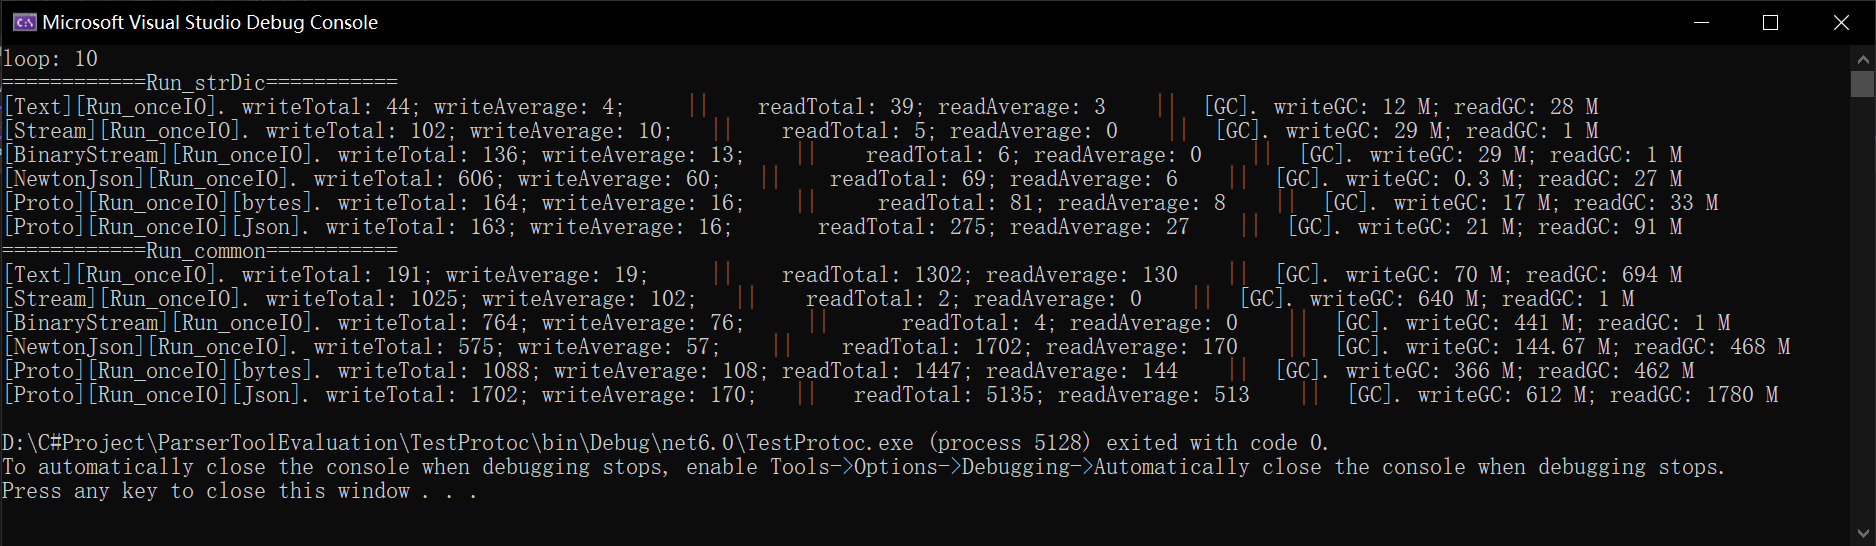 Microsoft Visual Studio Debug Console
loop: 10
============Run_strDic===========
[Text][Run_onceIO]. writeTotal: 44; writeAverage: 4; || readTotal: 39; readAverage: 3 || [GC]. writeGC: 12 M; readGC: 28 M
[Stream][Run_onceIO]. writeTotal: 102; writeAverage: 10; || readTotal: 5; readAverage: 0 || [GC]. writeGC: 29 M; readGC: 1 M
[BinaryStream][Run_onceIO]. writeTotal: 136; writeAverage: 13; || readTotal: 6; readAverage: 0 || [GC]. writeGC: 29 M; readGC: 1 M
[NewtonJson][Run_onceIO]. writeTotal: 606; writeAverage: 60; || readTotal: 69; readAverage: 6 || [GC]. writeGC: 0.3 M; readGC: 27 M
[Proto][Run_onceIO][bytes]. writeTotal: 164; writeAverage: 16; || readTotal: 81; readAverage: 8 || [GC]. writeGC: 17 M; readGC: 33 M
[Proto][Run_onceIO][Json]. writeTotal: 163; writeAverage: 16; readTotal: 275; readAverage: 27 || [GC]. writeGC: 21 M; readGC: 91 M
============Run_common===========
[Text][Run_onceIO]. writeTotal: 191; writeAverage: 19; || readTotal: 1302; readAverage: 130 || [GC]. writeGC: 70 M; readGC: 694 M
[Stream][Run_onceIO]. writeTotal: 1025; writeAverage: 102; || readTotal: 2; readAverage: 0 || [GC]. writeGC: 640 M; readGC: 1 M
[BinaryStream][Run_onceIO]. writeTotal: 764; writeAverage: 76; || readTotal: 4; readAverage: 0 || [GC]. writeGC: 441 M; readGC: 1 M
[NewtonJson][Run_onceIO]. writeTotal: 575; writeAverage: 57; || readTotal: 1702; readAverage: 170 || [GC]. writeGC: 144.67 M; readGC: 468 M
[Proto][Run_onceIO][bytes]. writeTotal: 1088; writeAverage: 108; readTotal: 1447; readAverage: 144 || [GC]. writeGC: 366 M; readGC: 462 M
[Proto][Run_onceIO][Json]. writeTotal: 1702; writeAverage: 170; || readTotal: 5135; readAverage: 513 || [GC]. writeGC: 612 M; readGC: 1780 M
D:\C#Project\ParserToolEvaluation\TestProtoc\bin\Debug\net6.0\TestProtoc.exe (process 5128) exited with code 0.
To automatically close the console when debugging stops, enable Tools->Options->Debugging->Automatically close the console when debugging stops.
Press any key to close this window . . .